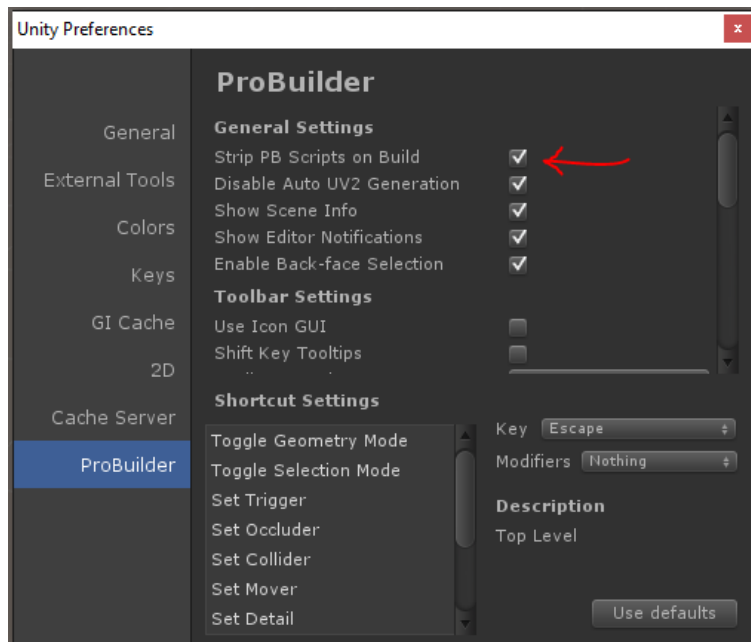 Unity Preferences
x
ProBuilder
General
External Tools
Colors
Keys
GI Cache
2D
Cache Server
ProBuilder
General Settings
Strip PB Scripts on Build
Disable Auto UV2 Generation
Show Scene Info
Show Editor Notifications
Enable Back-face Selection
Toolbar Settings
Use Icon GUI
Shift Key Tooltips
Shortcut Settings
Toggle Geometry Mode
Toggle Selection Mode
Set Trigger
Set Occluder
Set Collider
Set Mover
Set Detail
Key Escape
Modifiers Nothing
Description
Top Level
Use defaults